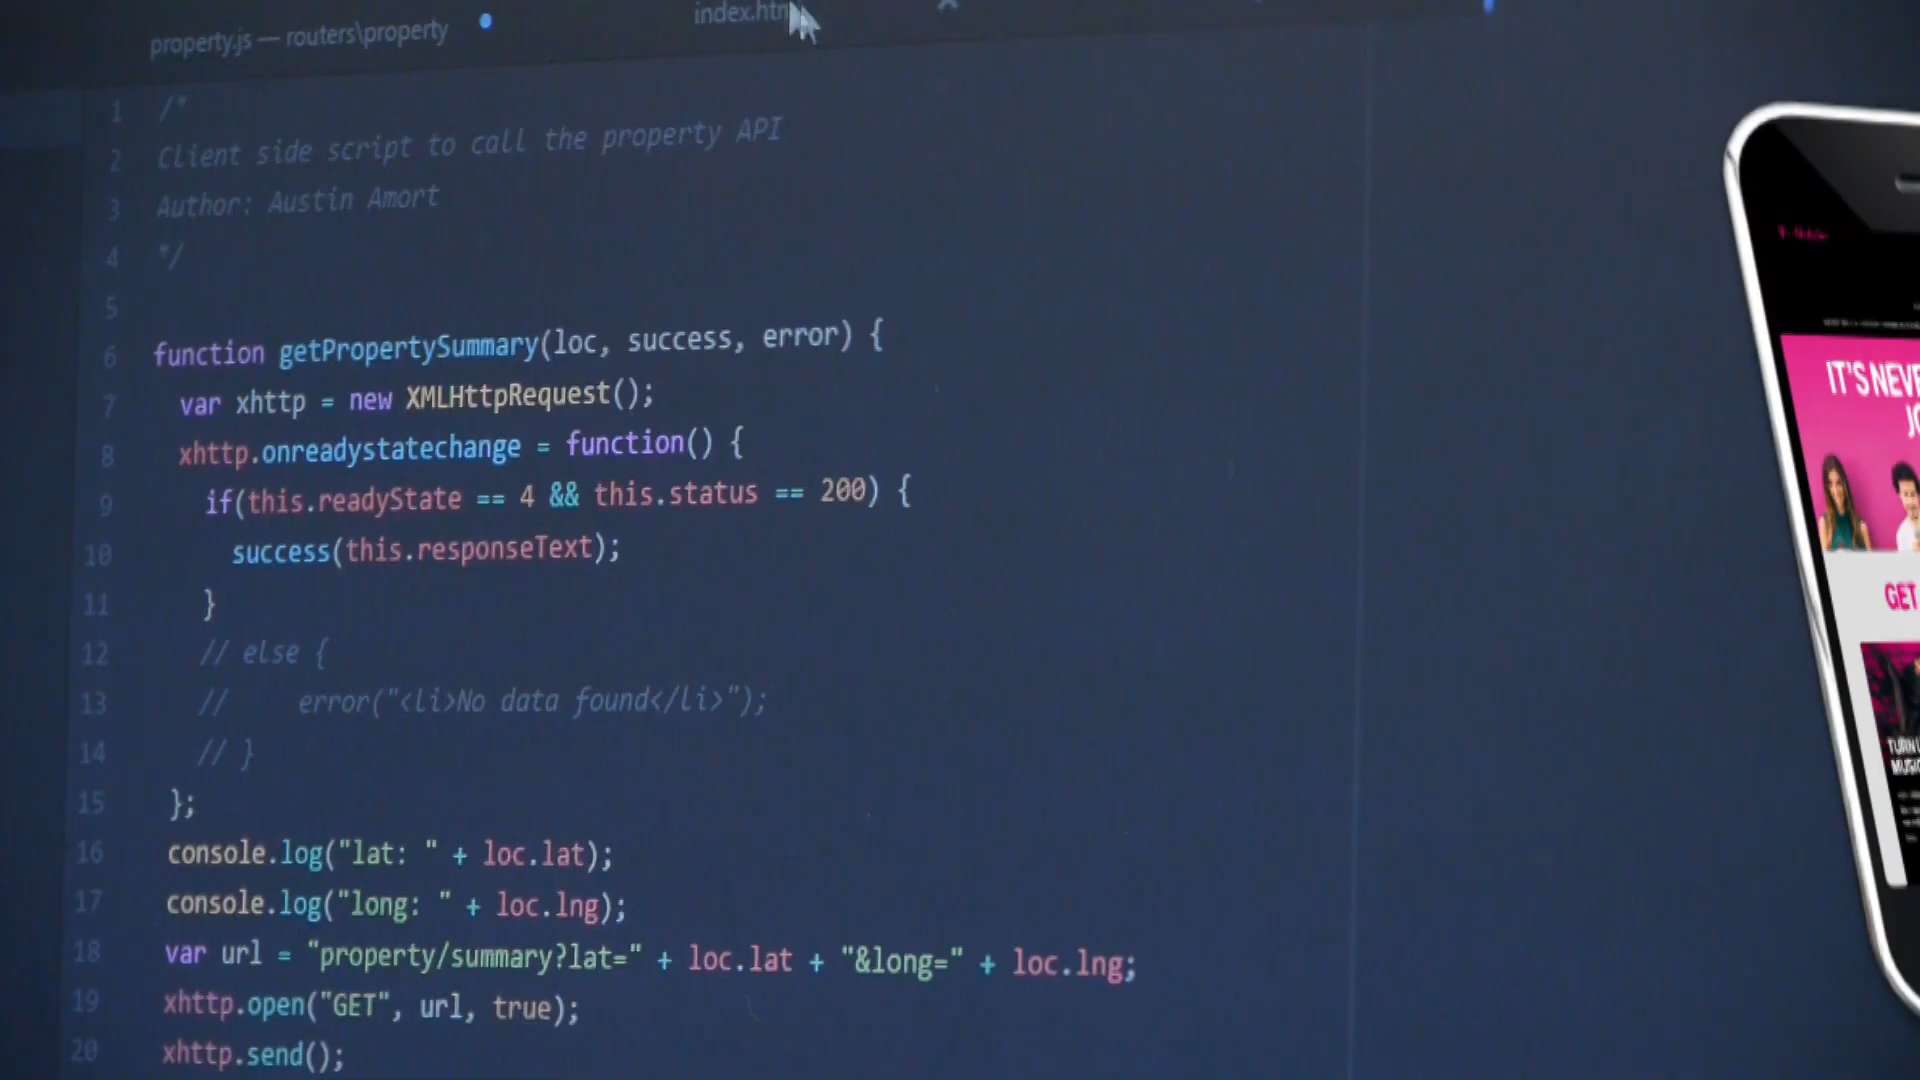 property.js — routers\property
index.htm
1 /*
2 Client side script to call the property API
3 Author: Austin Amort
4 */
5
6 function getPropertySummary(loc, success, error) {
7 var xhttp = new XMLHttpRequest();
8 xhttp.onreadystatechange = function() {
9 if(this.readyState == 4 && this.status == 200) {
10 success(this.responseText);
11 }
12 // else {
13 // error("<li>No data found</li>");
14 // }
15 };
16 console.log("lat: " + loc.lat);
17 console.log("long: " + loc.lng);
18 var url = "property/summary?lat=" + loc.lat + "&long=" + loc.lng;
19 xhttp.open("GET", url, true);
20 xhttp.send();
IT'S NEVE
GET
TURN
MUSIC